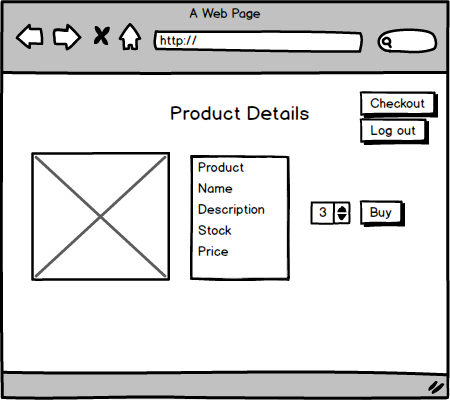 A Web Page
http://
Checkout
Product Details
Log out
Product
Name
Description
3
Buy
Stock
Price